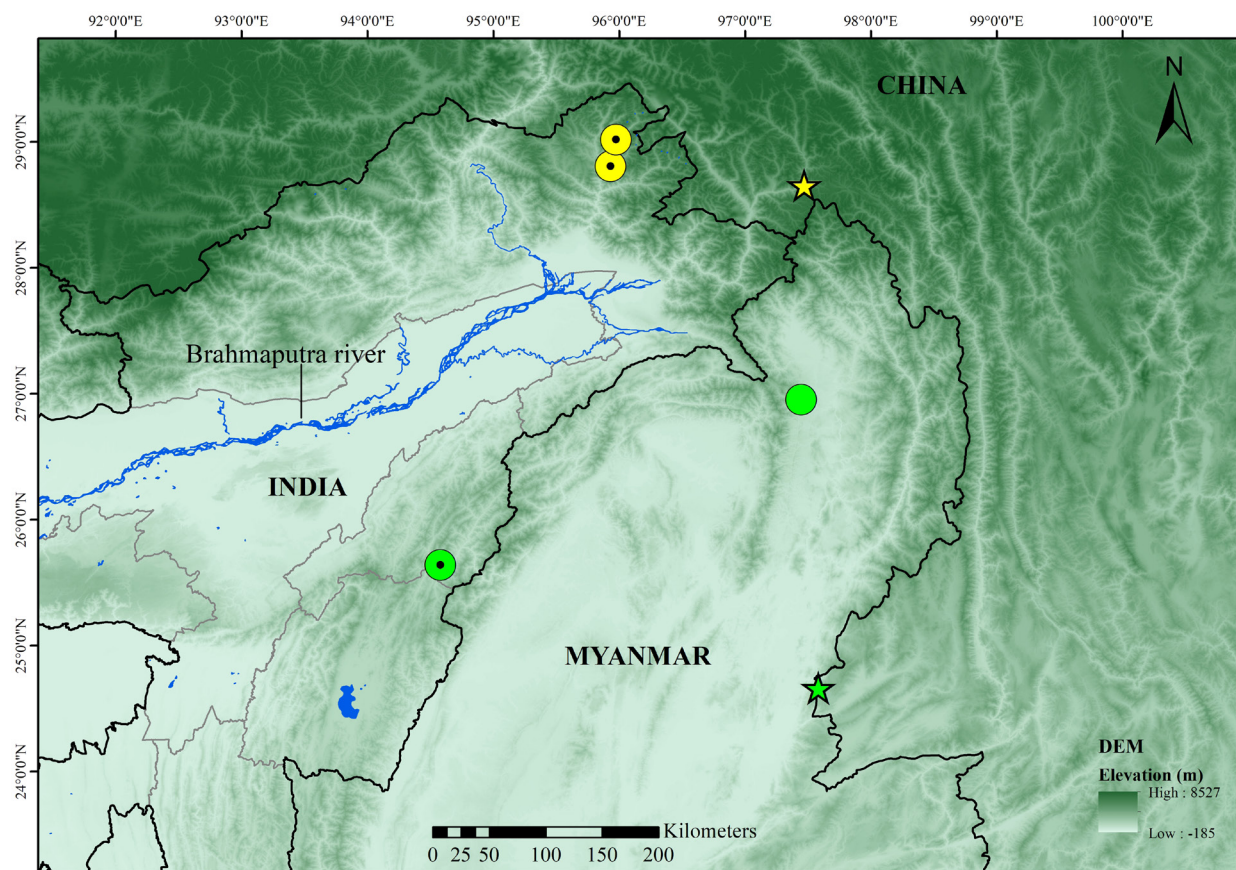 92°0'0"E 93°0'0"E 94°0'0"E 95°0'0"E 96°0'0"E 97°0'0"E 98°0'0"E 99°0'0"E 100°0'0"E
N
CHINA
29°0'0"N
28°0'0"N
Brahmaputra river
27°0'0"N
INDIA
26°0'0"N
25°0'0"N
MYANMAR
24°0'0"N
DEM
Elevation (m)
High : 8527
Low : -185
Kilometers
0 25 50 100 150 200